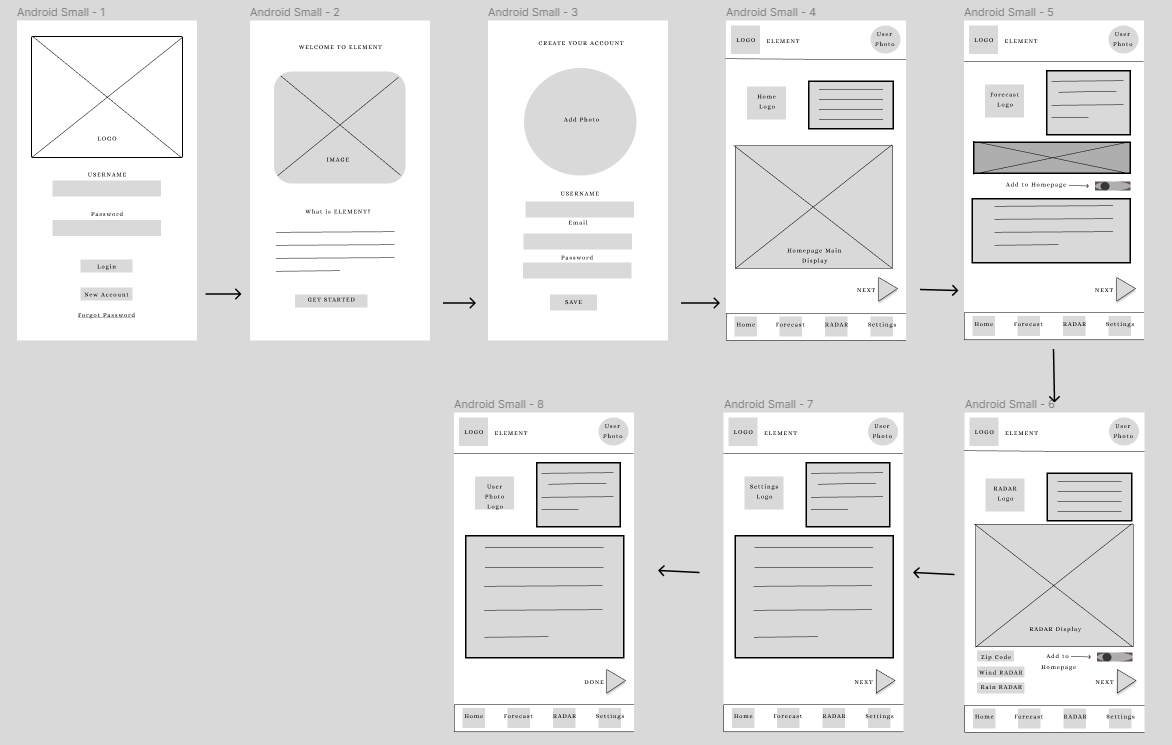 Android Small - 1
LOGO
USERNAME
Password
Login
New Account
Forgot Password
Android Small - 2
WELCOME TO ELEMENT
IMAGE
What is ELEMENT?
GET STARTED
Android Small - 3
CREATE YOUR ACCOUNT
Add Photo
USERNAME
Email
Password
SAVE
Android Small - 4
LOGO ELEMENT
User
Photo
Home
Logo
Homepage Main
Display
NEXT
Home Forecast RADAR Settings
Android Small - 5
LOGO ELEMENT
User
Photo
Forecast
Logo
Add to Homepage
NEXT
Home Forecast RADAR Settings
Android Small - 6
LOGO ELEMENT
User
Photo
RADAR
Logo
RADAR Display
Zip Code
Wind RADAR
Rain RADAR
Add to
Homepage
NEXT
Home Forecast RADAR Settings
Android Small - 7
LOGO ELEMENT
User
Photo
Settings
Logo
NEXT
Home Forecast RADAR Settings
Android Small - 8
LOGO ELEMENT
User
Photo
User
Photo
Logo
DONE
Home Forecast RADAR Settings